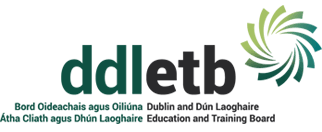 ddletb
Bord Oideachais agus Oiliúna Dublin and Dún Laoghaire
Átha Cliath agus Dhún Laoghaire Education and Training Board